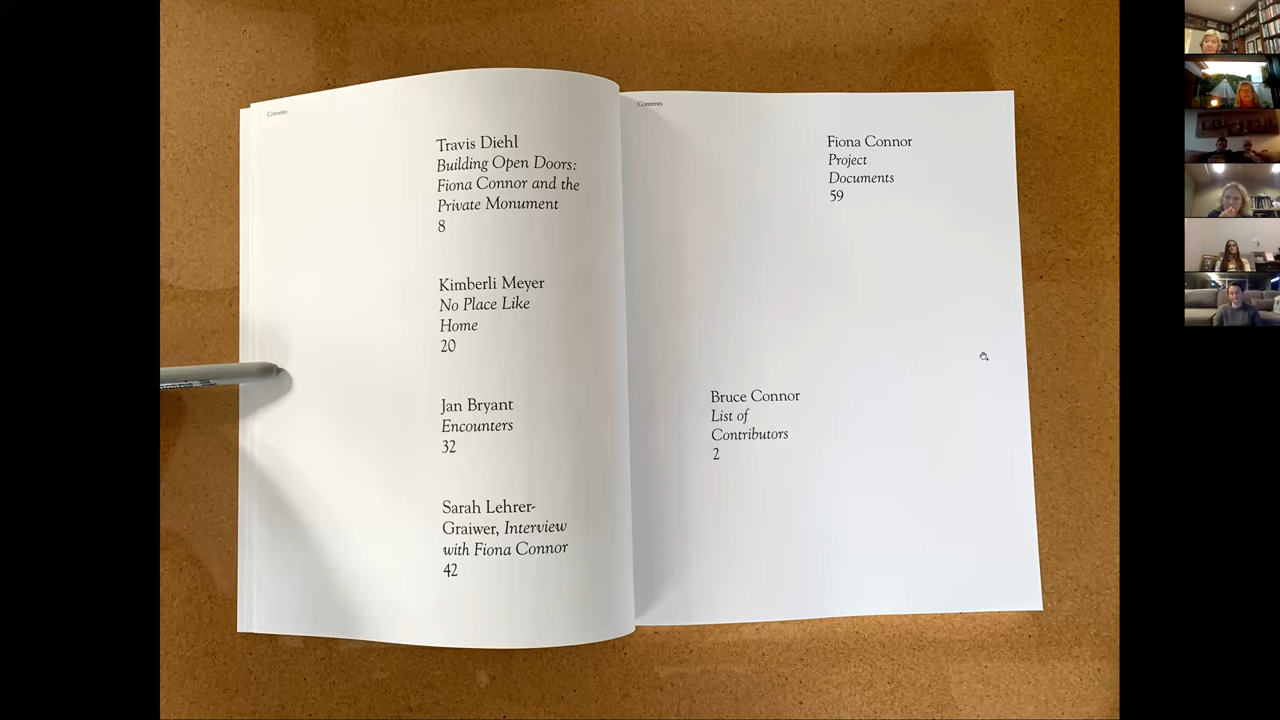 Contents
Travis Diehl
Building Open Doors:
Fiona Connor and the
Private Monument
8
Kimberli Meyer
No Place Like
Home
20
Jan Bryant
Encounters
32
Sarah Lehrer-
Graiwer, Interview
with Fiona Connor
42
Contents
Fiona Connor
Project
Documents
59
Bruce Connor
List of
Contributors
2